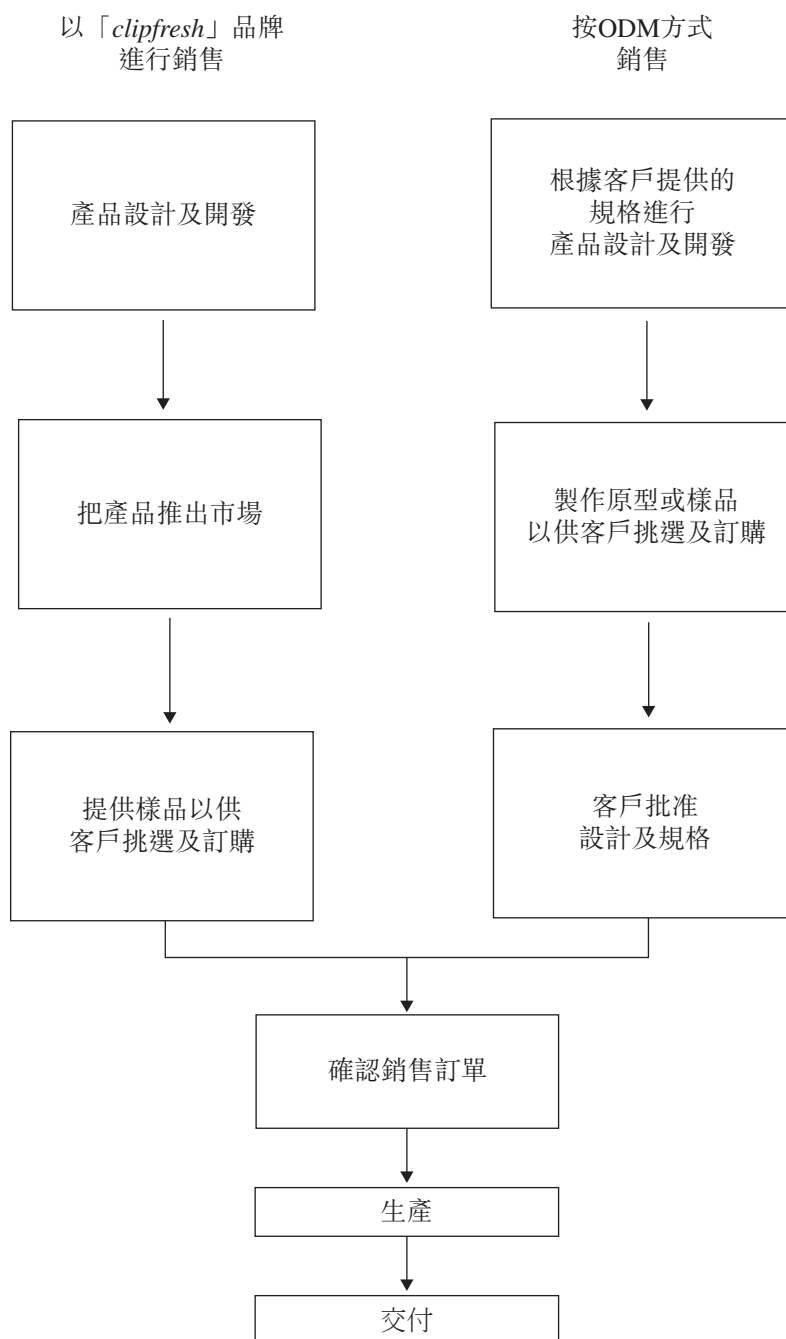 以「clipfresh」品牌
進行銷售
按ODM方式
銷售
產品設計及開發
根據客戶提供的
規格進行
產品設計及開發
把產品推出市場
製作原型或樣品
以供客戶挑選及訂購
提供樣品以供
客戶挑選及訂購
客戶批准
設計及規格
確認銷售訂單
生產
交付